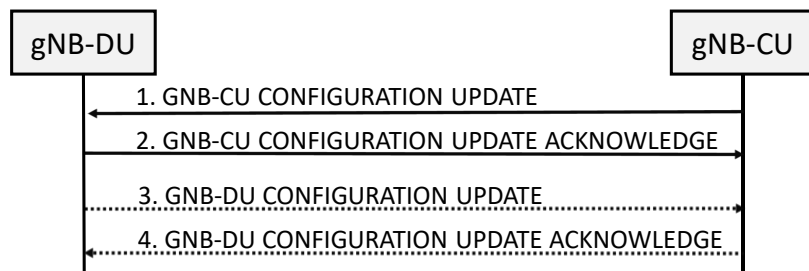 gNB-DU
gNB-CU
1. GNB-CU CONFIGURATION UPDATE
2. GNB-CU CONFIGURATION UPDATE ACKNOWLEDGE
3. GNB-DU CONFIGURATION UPDATE
4. GNB-DU CONFIGURATION UPDATE ACKNOWLEDGE